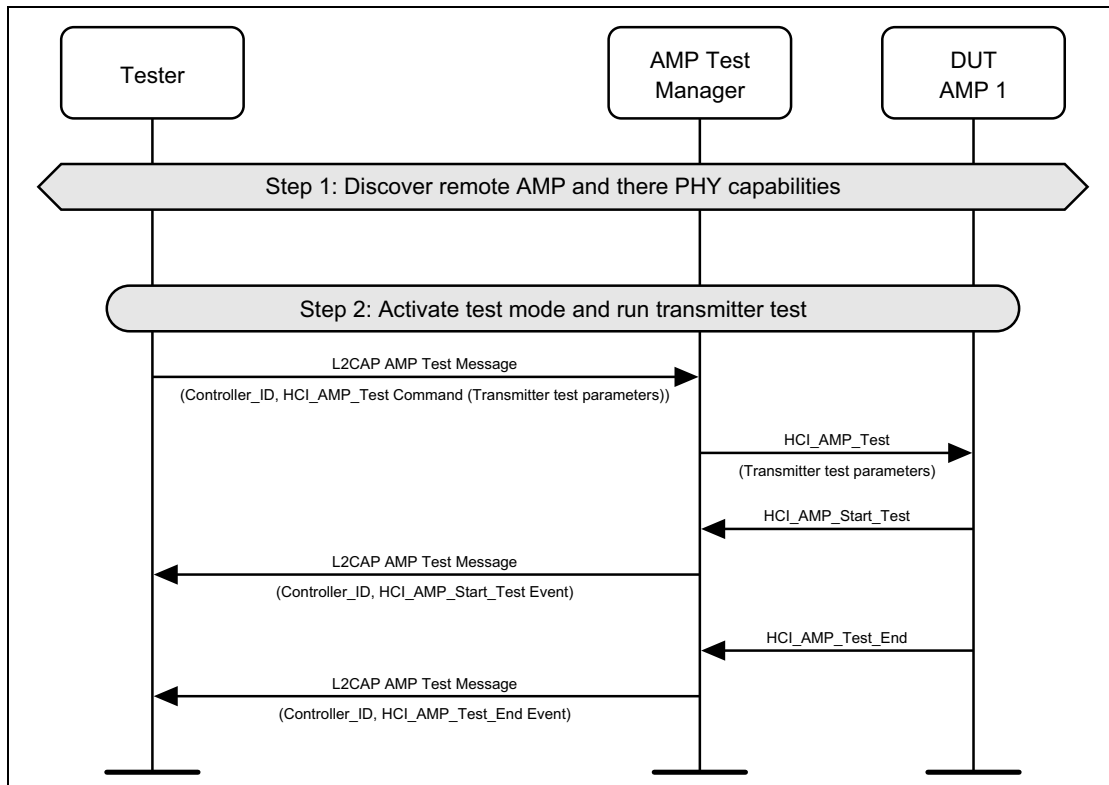 Tester
AMP Test
Manager
DUT
AMP 1
Step 1: Discover remote AMP and there PHY capabilities
Step 2: Activate test mode and run transmitter test
L2CAP AMP Test Message
(Controller_ID, HCI_AMP_Test Command (Transmitter test parameters))
HCI_AMP_Test
(Transmitter test parameters)
HCI_AMP_Start_Test
L2CAP AMP Test Message
(Controller_ID, HCI_AMP_Start_Test Event)
HCI_AMP_Test_End
L2CAP AMP Test Message
(Controller_ID, HCI_AMP_Test_End Event)